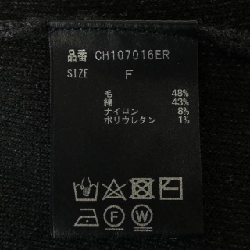 品番 CH107016ER
SIZE F
毛 48%
綿 43%
ナイロン 8%
ポリウレタン 1%
F W